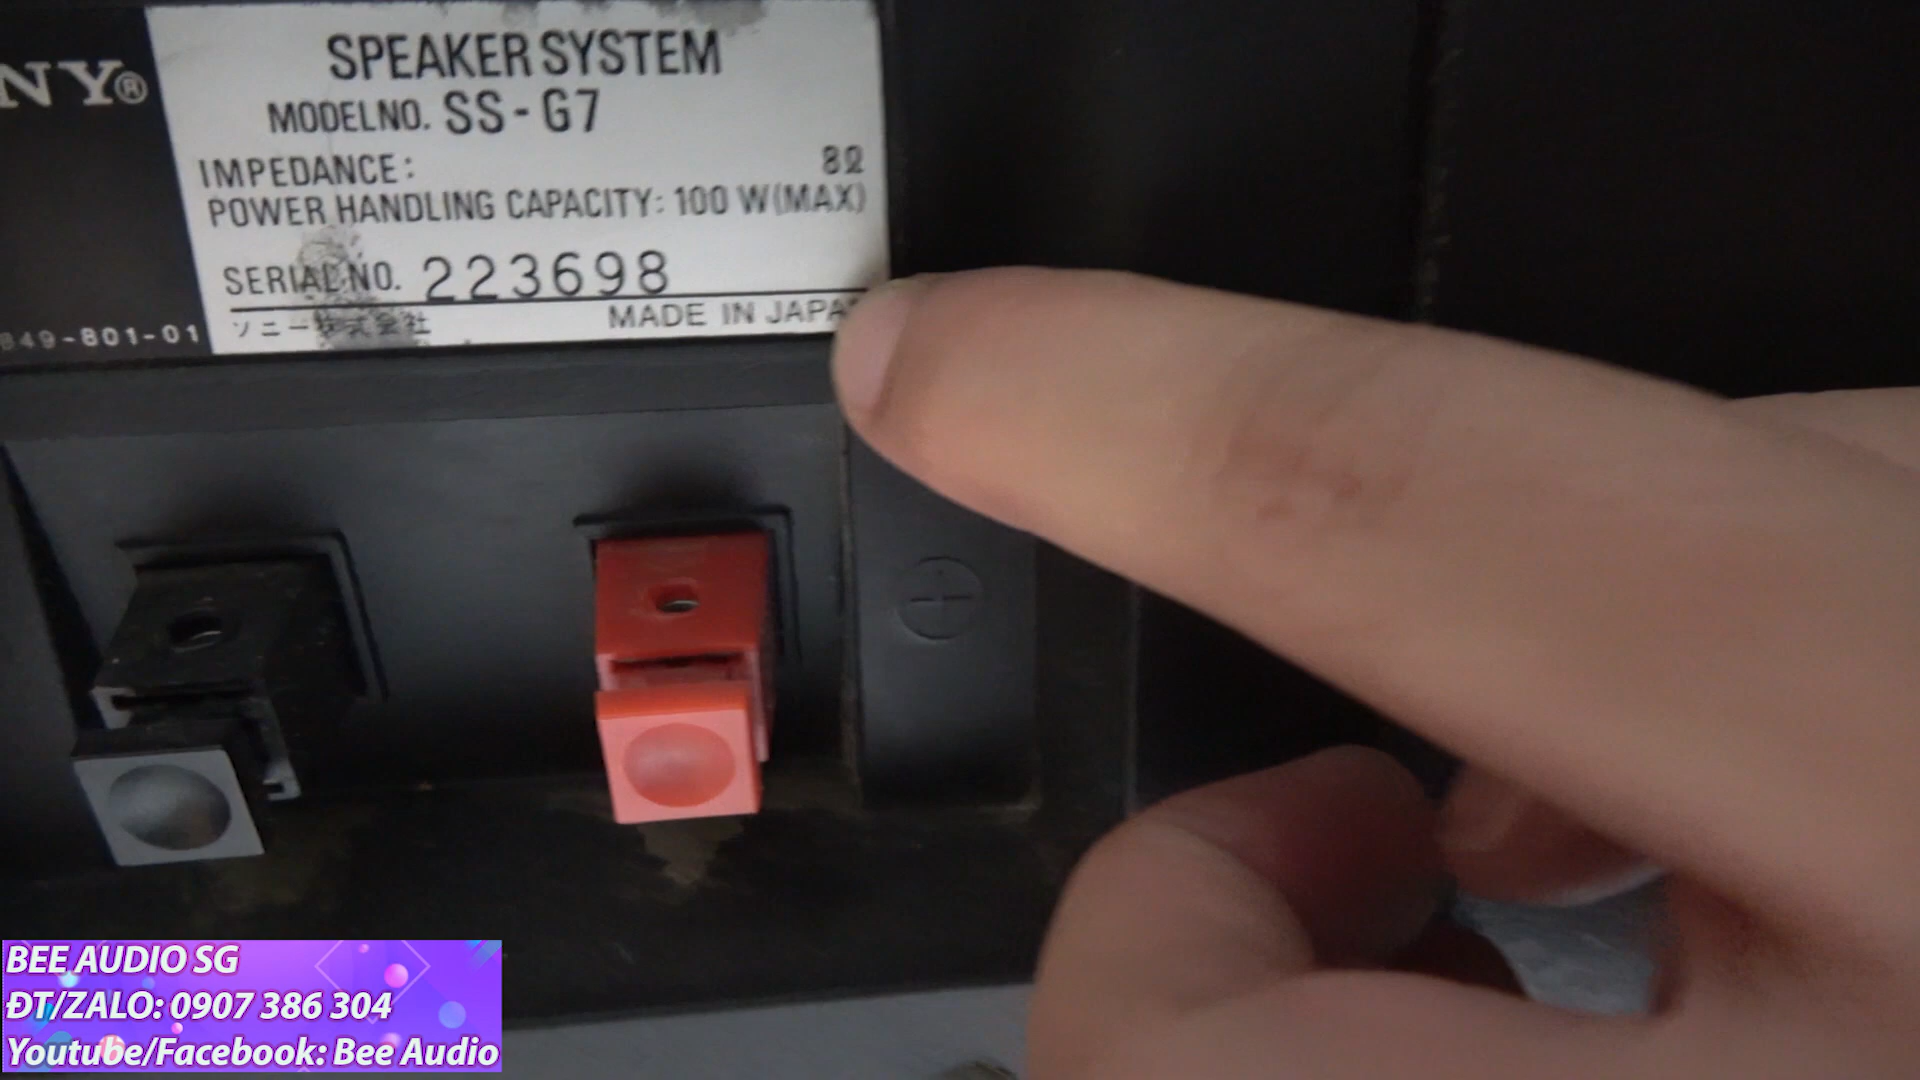 NY®
SPEAKER SYSTEM
MODEL NO. SS-G7
IMPEDANCE: 8Ω
POWER HANDLING CAPACITY: 100 W (MAX)
SERIAL NO. 223698
ソニー株式会社 MADE IN JAPA
849-801-01
BEE AUDIO SG
ĐT/ZALO: 0907 386 304
Youtube/Facebook: Bee Audio